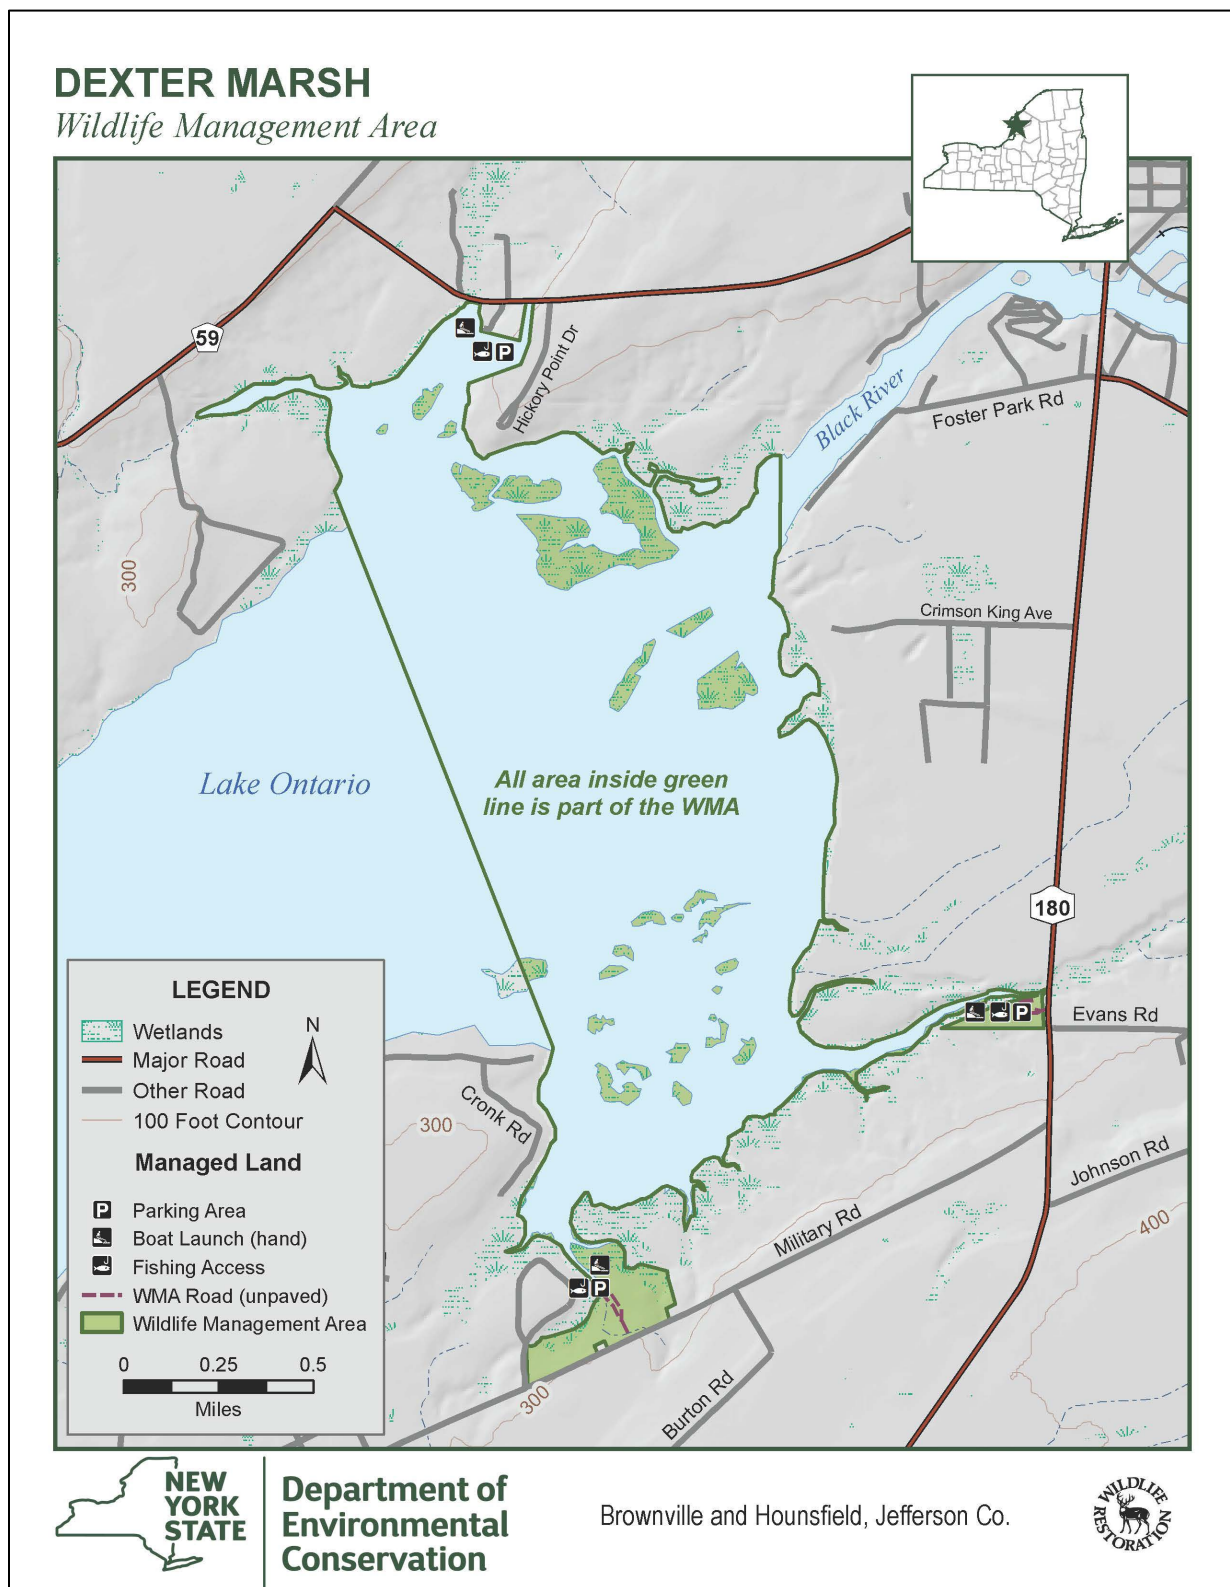 DEXTER MARSH
Wildlife Management Area
59
Hickory Point Dr
Black River
Foster Park Rd
300
Crimson King Ave
Lake Ontario
All area inside green
line is part of the WMA
180
P
P
Evans Rd
Cronk Rd
300
Johnson Rd
Military Rd
400
P
300
Burton Rd
LEGEND
N
Wetlands
Major Road
Other Road
100 Foot Contour
Managed Land
P Parking Area
Boat Launch (hand)
Fishing Access
WMA Road (unpaved)
Wildlife Management Area
0 0.25 0.5
Miles
NEW
YORK
STATE
Department of
Environmental
Conservation
Brownville and Hounsfield, Jefferson Co.
WILDLIFE
RESTORATION